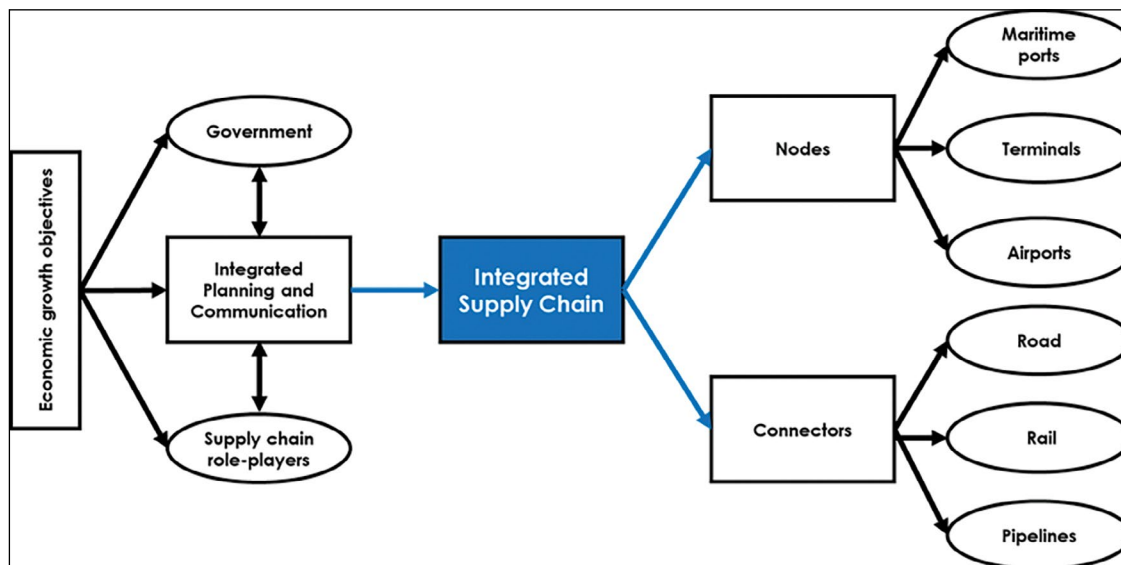 Economic growth objectives
Government
Integrated
Planning and
Communication
Supply chain
role-players
Integrated
Supply Chain
Nodes
Connectors
Maritime
ports
Terminals
Airports
Road
Rail
Pipelines